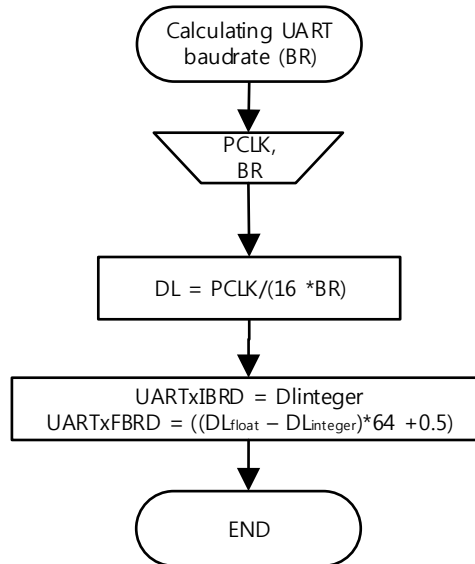 Calculating UART
baudrate (BR)
PCLK,
BR
DL = PCLK/(16 *BR)
UARTxIBRD = Dlinteger
UARTxFBRD = ((DLfloat – DLinteger)*64 +0.5)
END